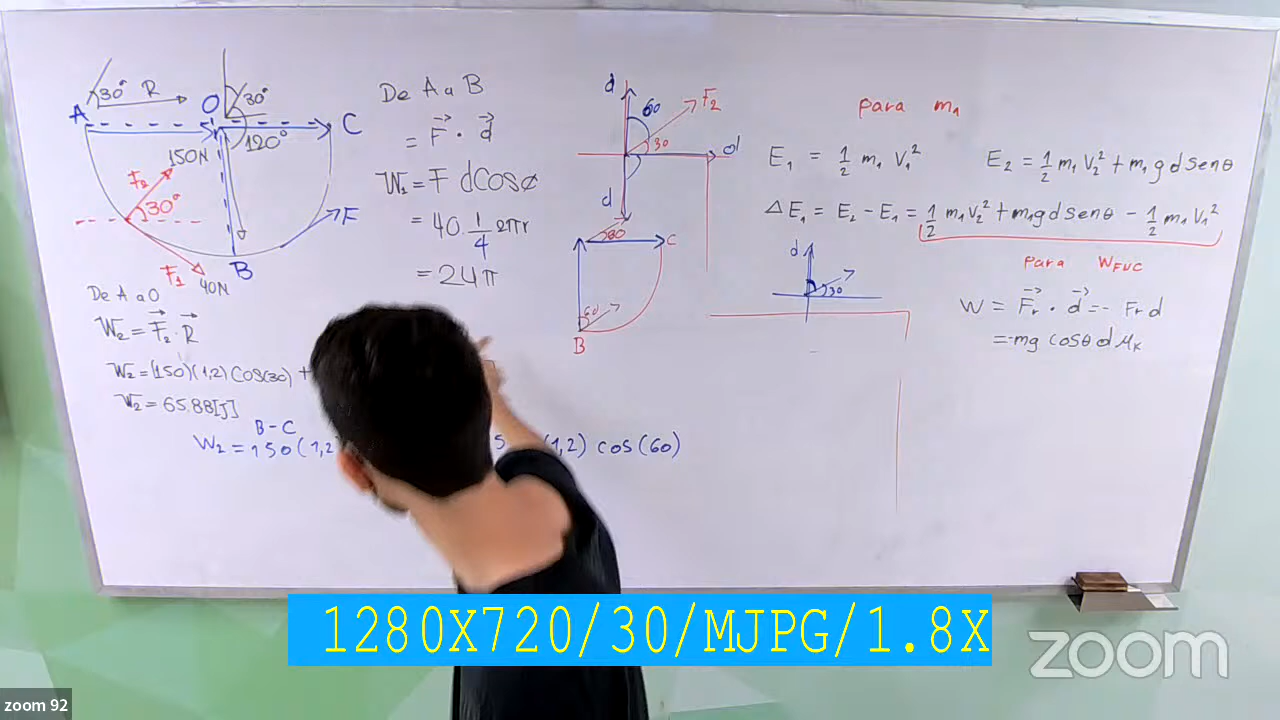 30° R
O 30°
A
120° C
150N
F₂
30°
F
F₁ 40N
B
De A a O
W₂ = F₂ · R
W₂ = (150)(1,2) COS(30) +
W₂ = 65.88[J]
B - C
W₂ = 150(1,2
(1,2) cos(60)
De A a B
= F · d
= F d cos
= 40. 1/4 2πr
= 24π
d
60 F₂
30 d
d
C
60
B
para m₁
E₁ = 1/2 m₁ V₁²
E₂ = 1/2 m₁ V₂² + m₁ g d senθ
ΔE₁ = E₂ - E₁ = 1/2 m₁ V₂² + m₁ g d senθ - 1/2 m₁ V₁²
d
30
para W
W = Fr · d = - Fr d
= -mg cosθ d μₖ
1280X720/30/MJPG/1.8X
zoom
zoom 92